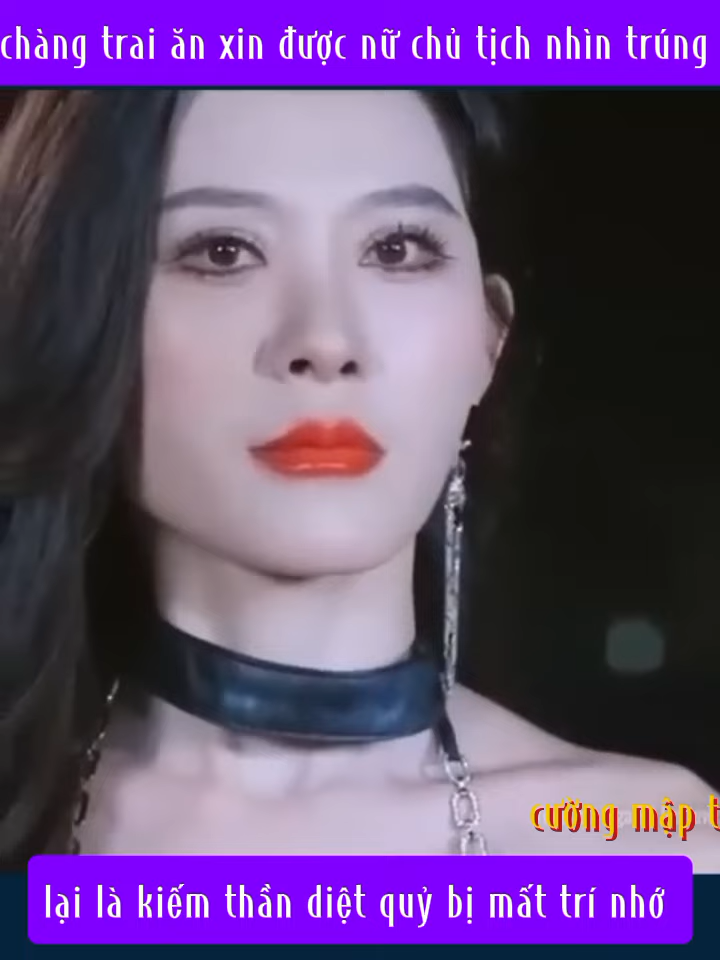 chàng trai ăn xin được nữ chủ tịch nhìn trúng
cường mập
lại là kiếm thần diệt quỷ bị mất trí nhớ